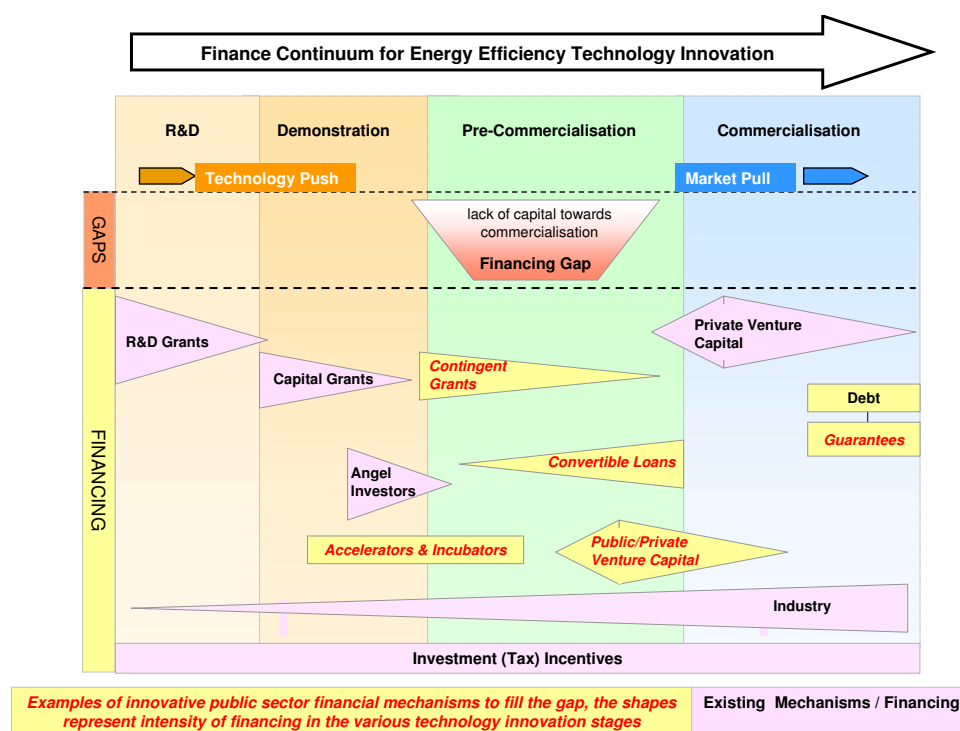 Finance Continuum for Energy Efficiency Technology Innovation
R&D
Demonstration
Pre-Commercialisation
Commercialisation
Technology Push
Market Pull
GAPS
lack of capital towards
commercialisation
Financing Gap
FINANCING
R&D Grants
Private Venture
Capital
Capital Grants
Contingent
Grants
Debt
Guarantees
Angel
Investors
Convertible Loans
Accelerators & Incubators
Public/Private
Venture Capital
Industry
Investment (Tax) Incentives
Examples of innovative public sector financial mechanisms to fill the gap, the shapes
represent intensity of financing in the various technology innovation stages
Existing Mechanisms / Financing